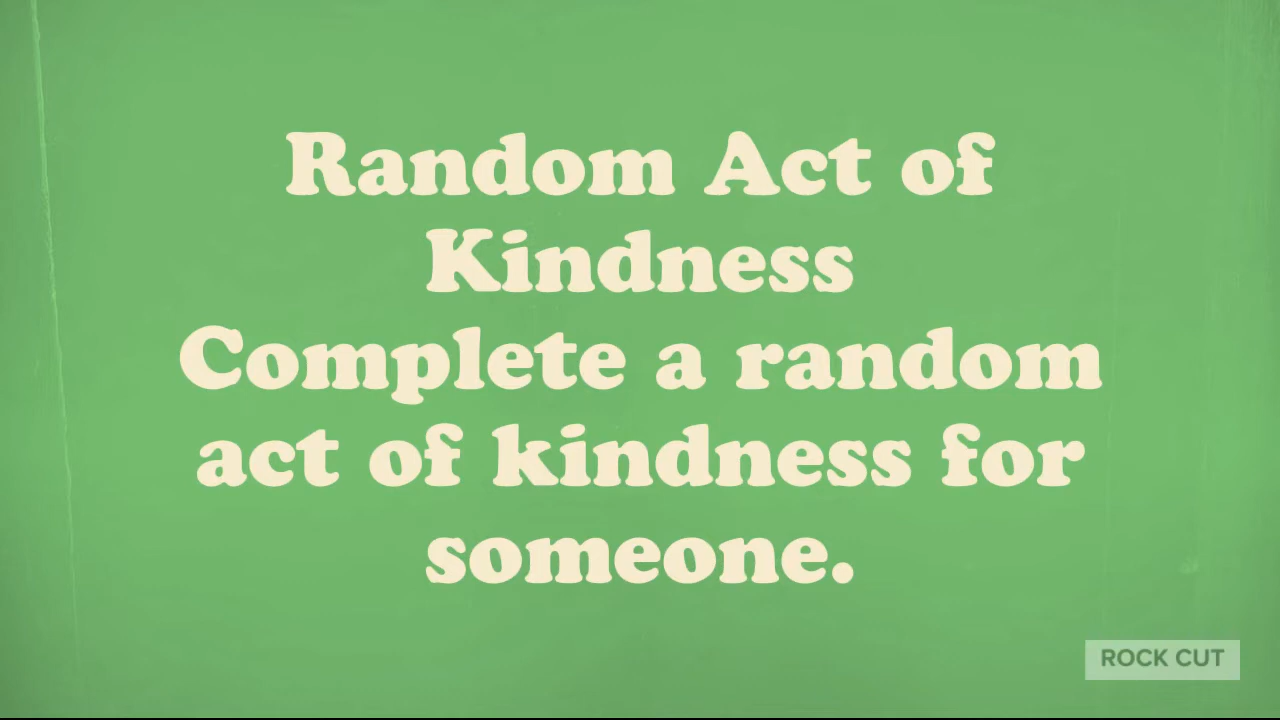 Random Act of
Kindness
Complete a random
act of kindness for
someone.
ROCK CUT